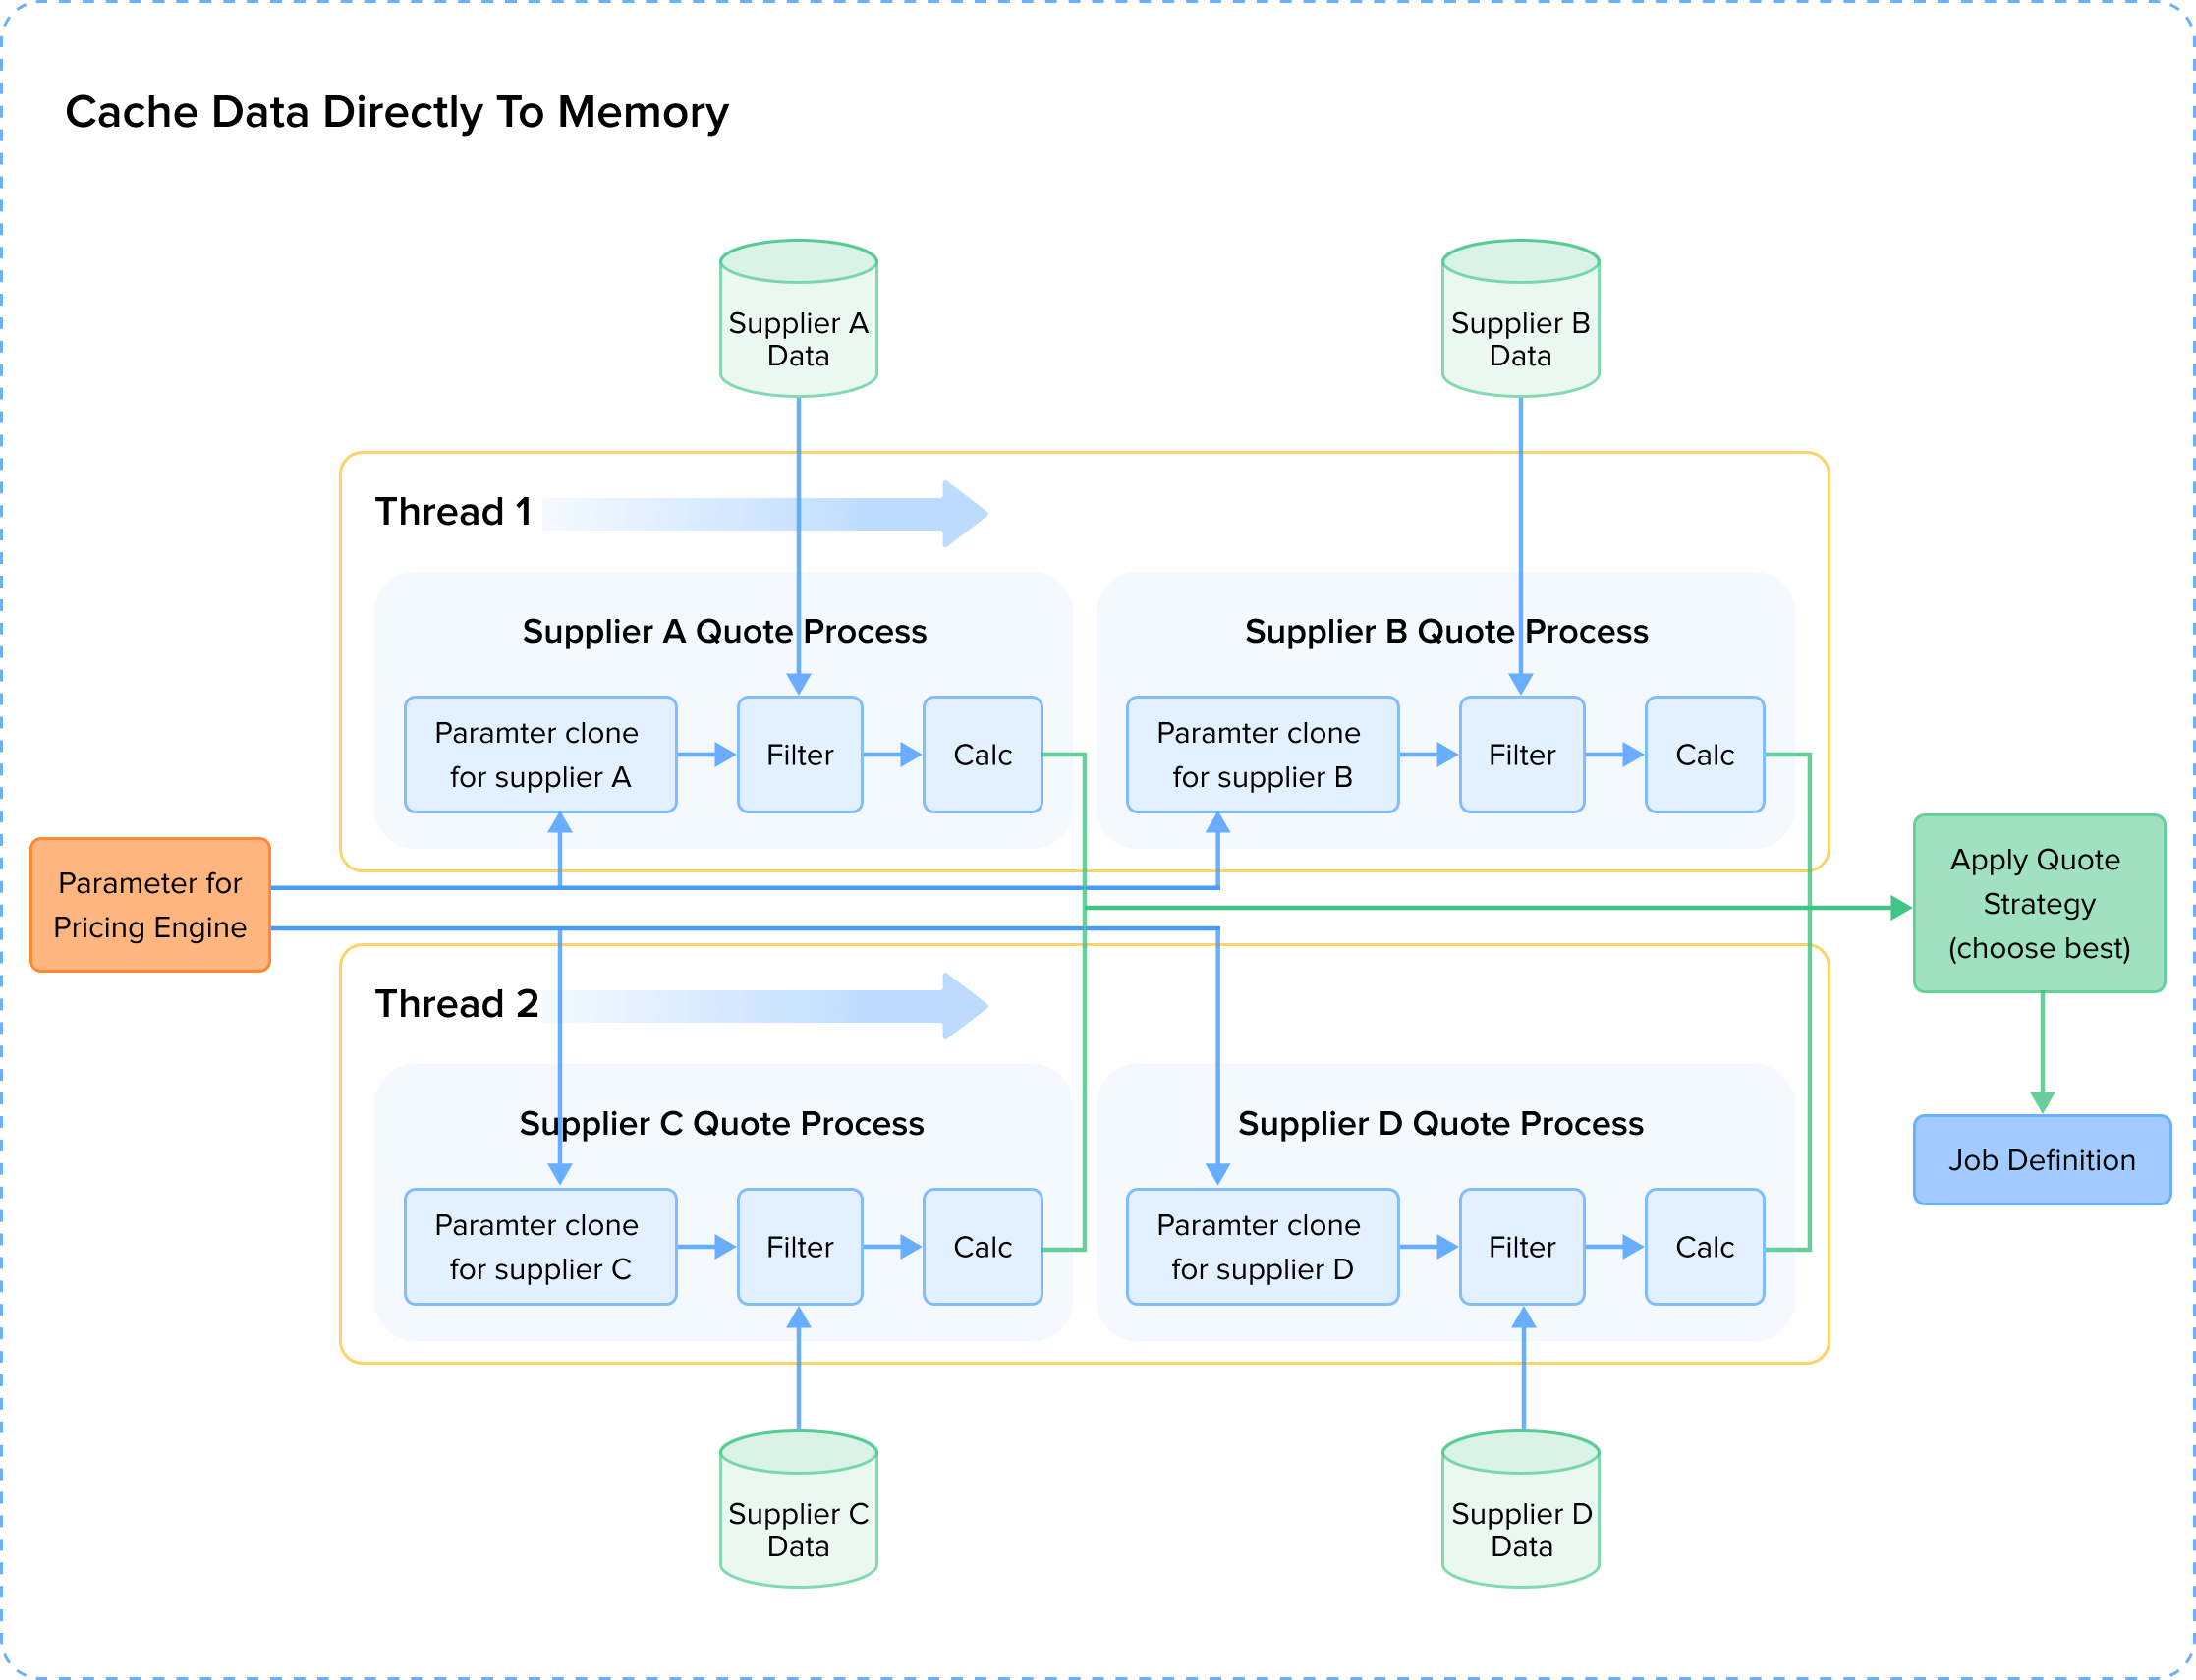 Cache Data Directly To Memory
Supplier A
Data
Supplier B
Data
Thread 1
Supplier A Quote Process
Paramter clone
for supplier A
Filter
Calc
Supplier B Quote Process
Paramter clone
for supplier B
Filter
Calc
Parameter for
Pricing Engine
Apply Quote
Strategy
(choose best)
Thread 2
Supplier C Quote Process
Paramter clone
for supplier C
Filter
Calc
Supplier D Quote Process
Paramter clone
for supplier D
Filter
Calc
Job Definition
Supplier C
Data
Supplier D
Data